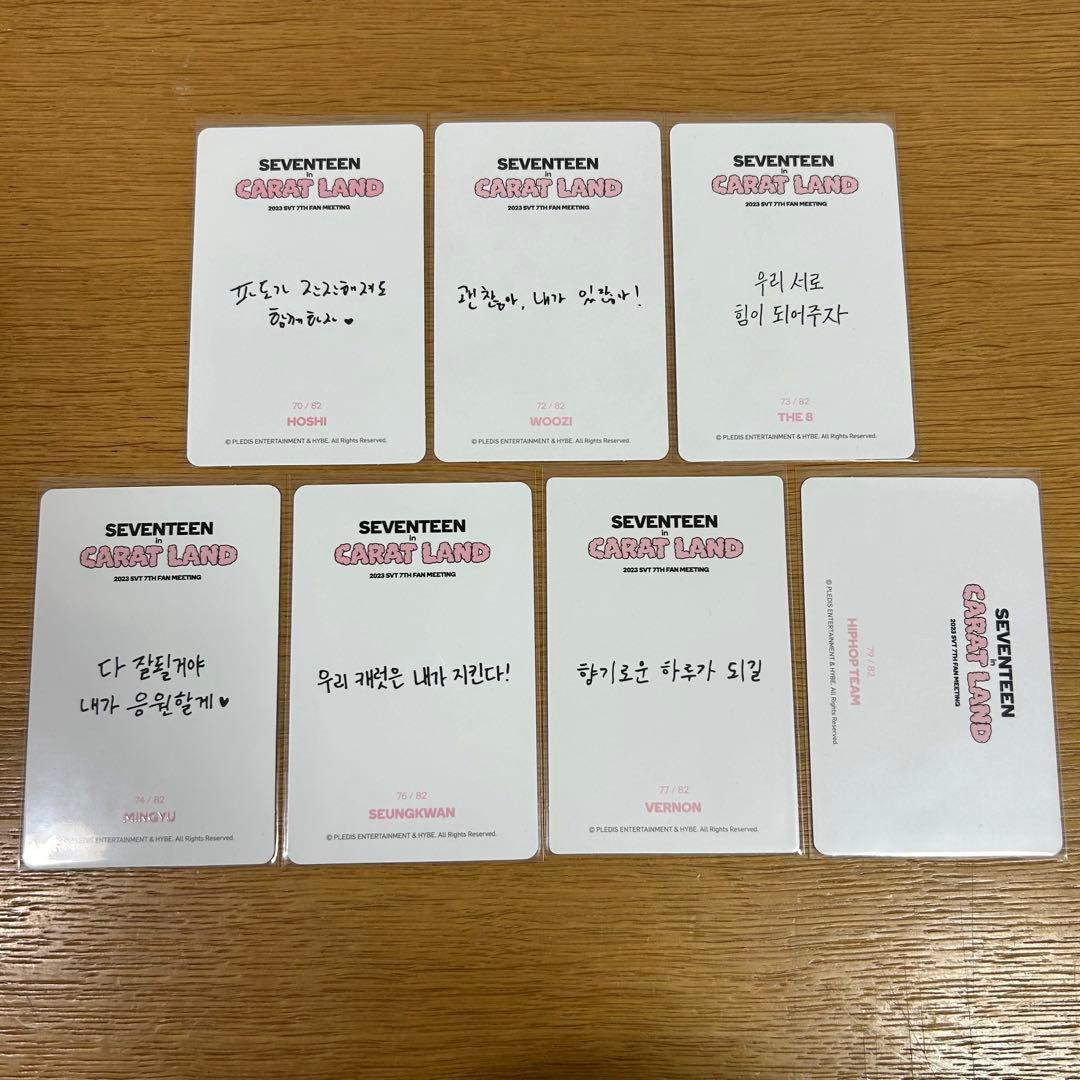 SEVENTEEN
in
CARAT LAND
2023 SVT 7TH FAN MEETING
파도가 잔잔해져도
함께하자 ♥
70 / 82
HOSHI
© PLEDIS ENTERTAINMENT & HYBE. All Rights Reserved.
SEVENTEEN
in
CARAT LAND
2023 SVT 7TH FAN MEETING
괜찮아, 내가 있잖아!
72 / 82
WOOZI
© PLEDIS ENTERTAINMENT & HYBE. All Rights Reserved.
SEVENTEEN
in
CARAT LAND
2023 SVT 7TH FAN MEETING
우리 서로
힘이 되어주자
73 / 82
THE 8
© PLEDIS ENTERTAINMENT & HYBE. All Rights Reserved.
SEVENTEEN
in
CARAT LAND
2023 SVT 7TH FAN MEETING
다 잘될거야
내가 응원할게 ♥
74 / 82
MINGYU
© PLEDIS ENTERTAINMENT & HYBE. All Rights Reserved.
SEVENTEEN
in
CARAT LAND
2023 SVT 7TH FAN MEETING
우리 캐럿은 내가 지킨다!
76 / 82
SEUNGKWAN
© PLEDIS ENTERTAINMENT & HYBE. All Rights Reserved.
SEVENTEEN
in
CARAT LAND
2023 SVT 7TH FAN MEETING
향기로운 하루가 되길
77 / 82
VERNON
© PLEDIS ENTERTAINMENT & HYBE. All Rights Reserved.
SEVENTEEN
in
CARAT LAND
2023 SVT 7TH FAN MEETING
79 / 82
HIPHOP TEAM
© PLEDIS ENTERTAINMENT & HYBE. All Rights Reserved.